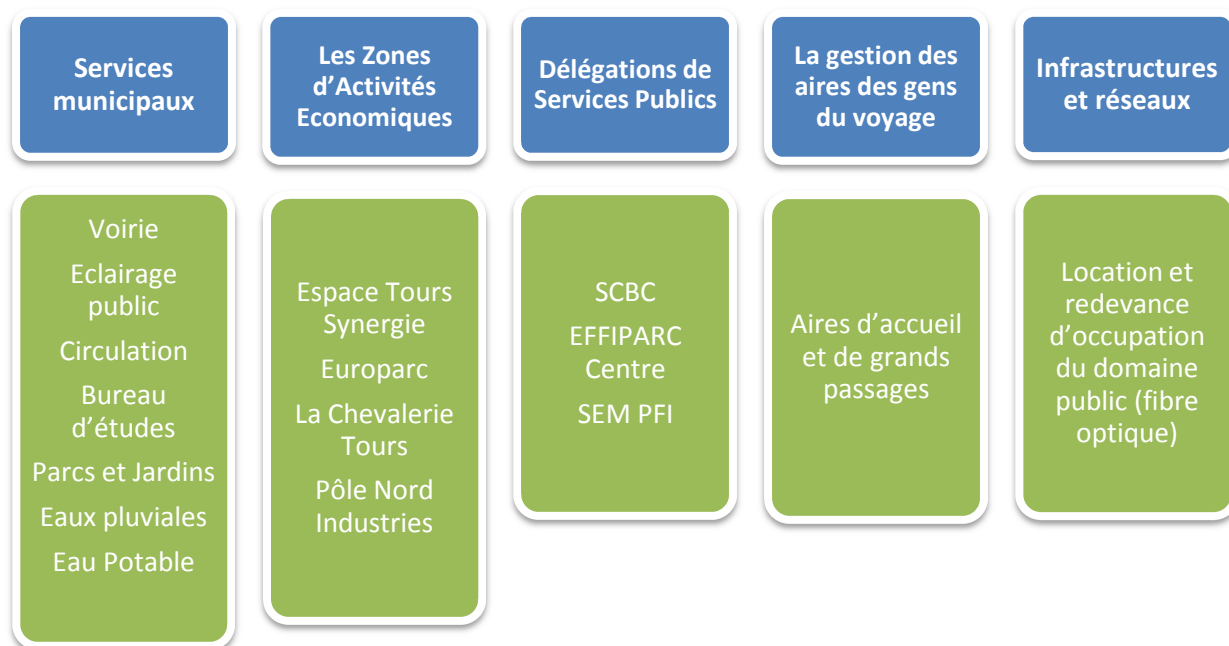 Services
municipaux
Voirie
Eclairage
public
Circulation
Bureau
d’études
Parcs et Jardins
Eaux pluviales
Eau Potable
Les Zones
d’Activités
Economiques
Espace Tours
Synergie
Europarc
La Chevalerie
Tours
Pôle Nord
Industries
Délégations de
Services Publics
SCBC
EFFIPARC
Centre
SEM PFI
La gestion des
aires des gens
du voyage
Aires d’accueil
et de grands
passages
Infrastructures
et réseaux
Location et
redevance
d’occupation
du domaine
public (fibre
optique)